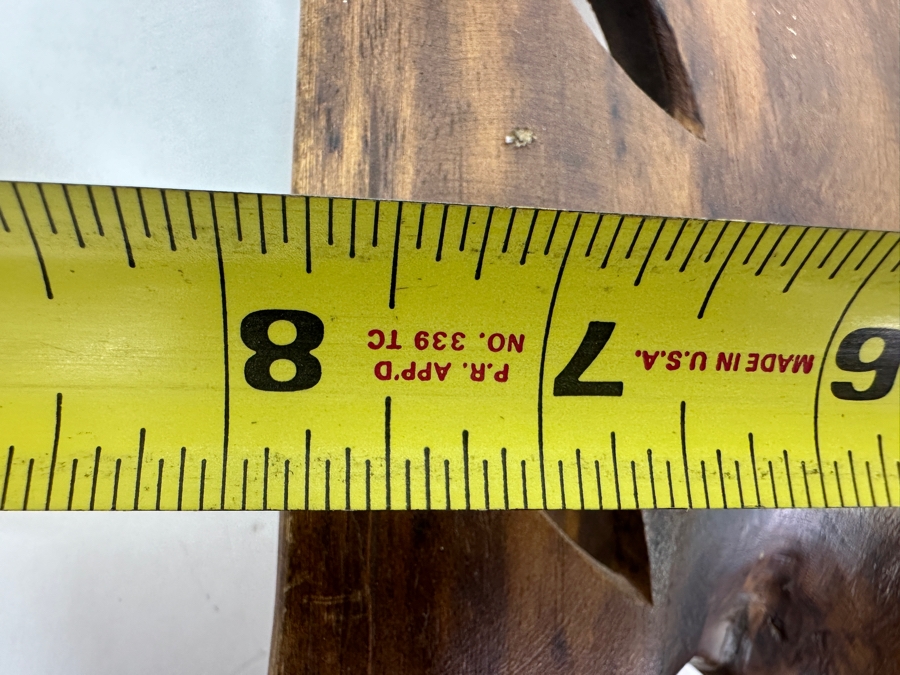 6
MADE IN U.S.A.
7
P.R. APP'D
NO. 339 TC
8